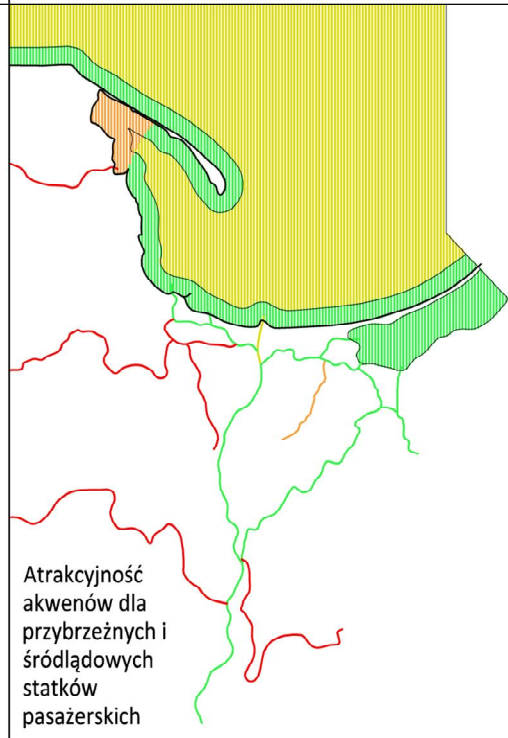 Atrakcyjność
akwenów dla
przybrzeżnych i
śródlądowych
statków
pasażerskich